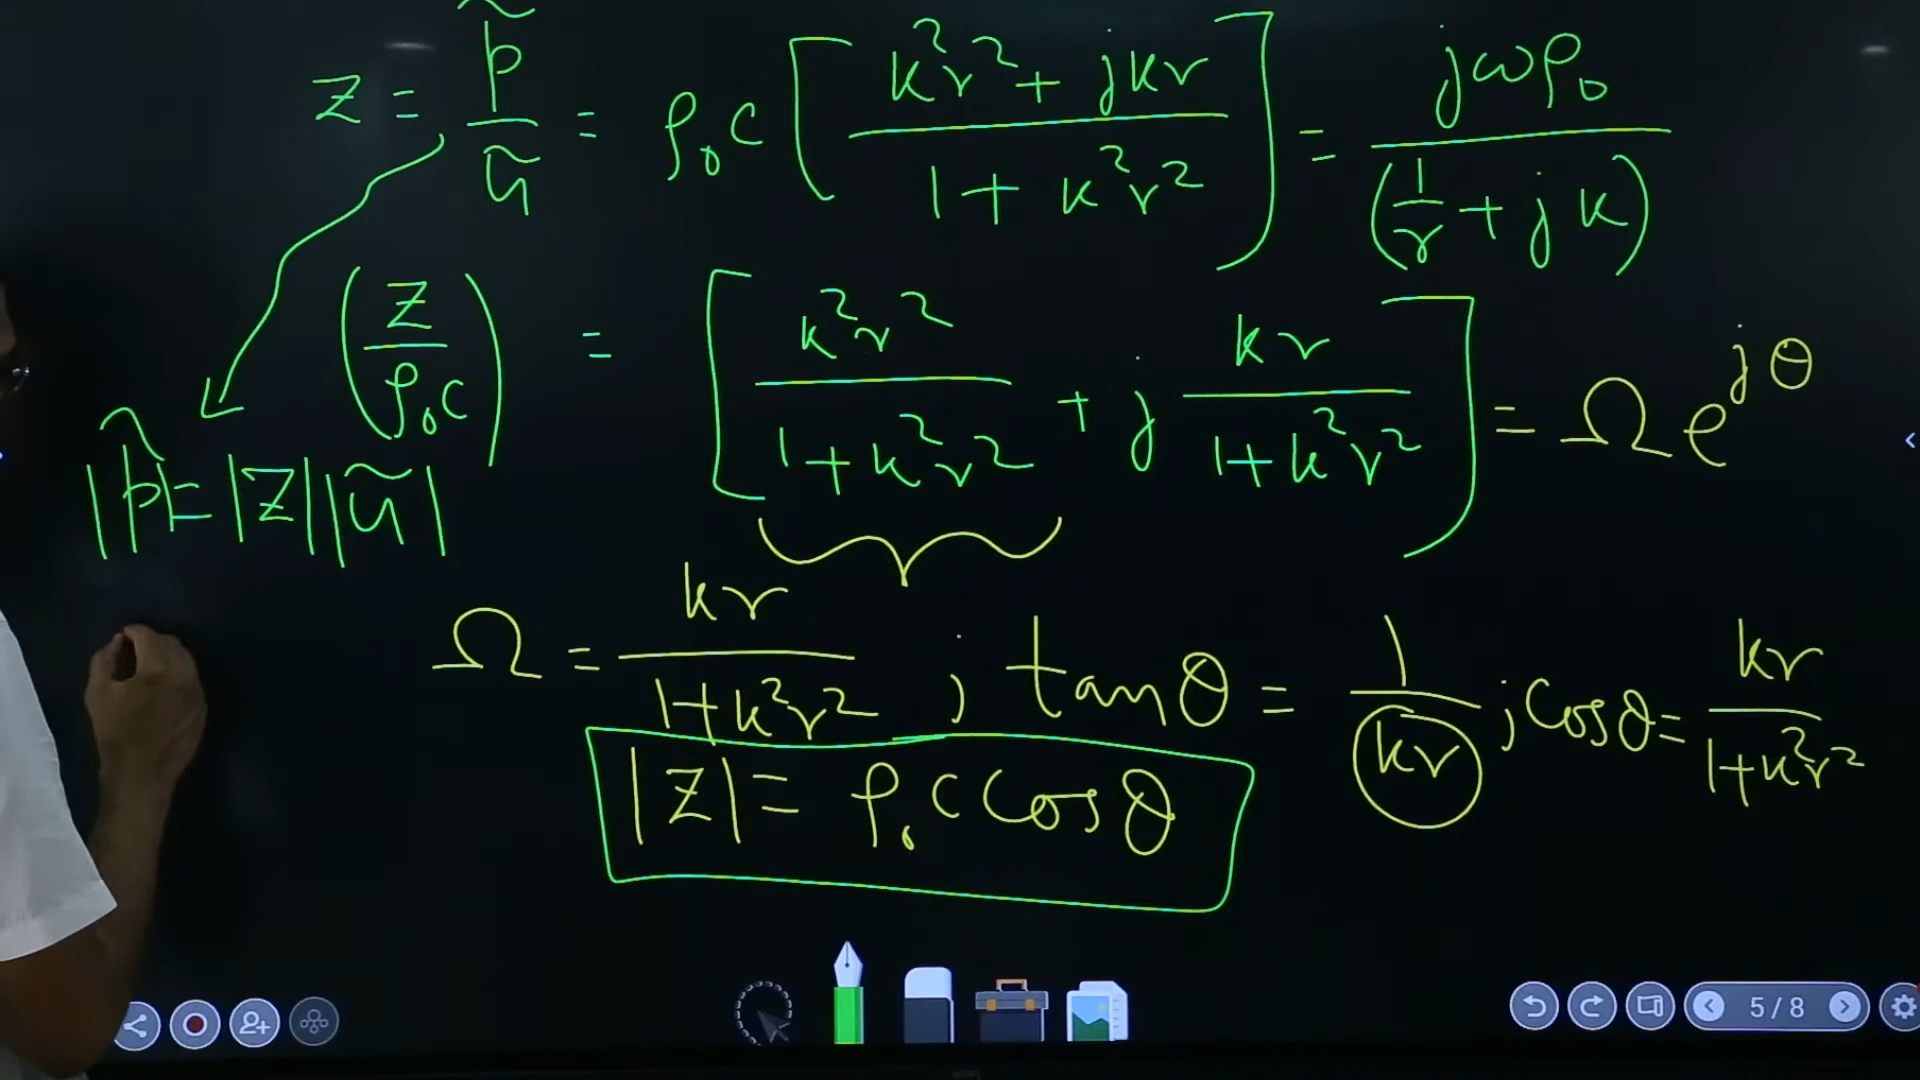 Z = p̃ / ũ = ρ₀c [ (k²r² + jkr) / (1 + k²r²) ] = jωρ₀ / (1/r + jk)
(Z / ρ₀c) = [ k²r² / (1 + k²r²) + j kr / (1 + k²r²) ] = Ω e^{jθ}
|p̂| = |Z||ũ|
Ω = kr / (1+k²r²) ; tanθ = 1 / kr ; Cosθ = kr / (1+k²r²)
|Z| = ρ₀c Cosθ
5 / 8